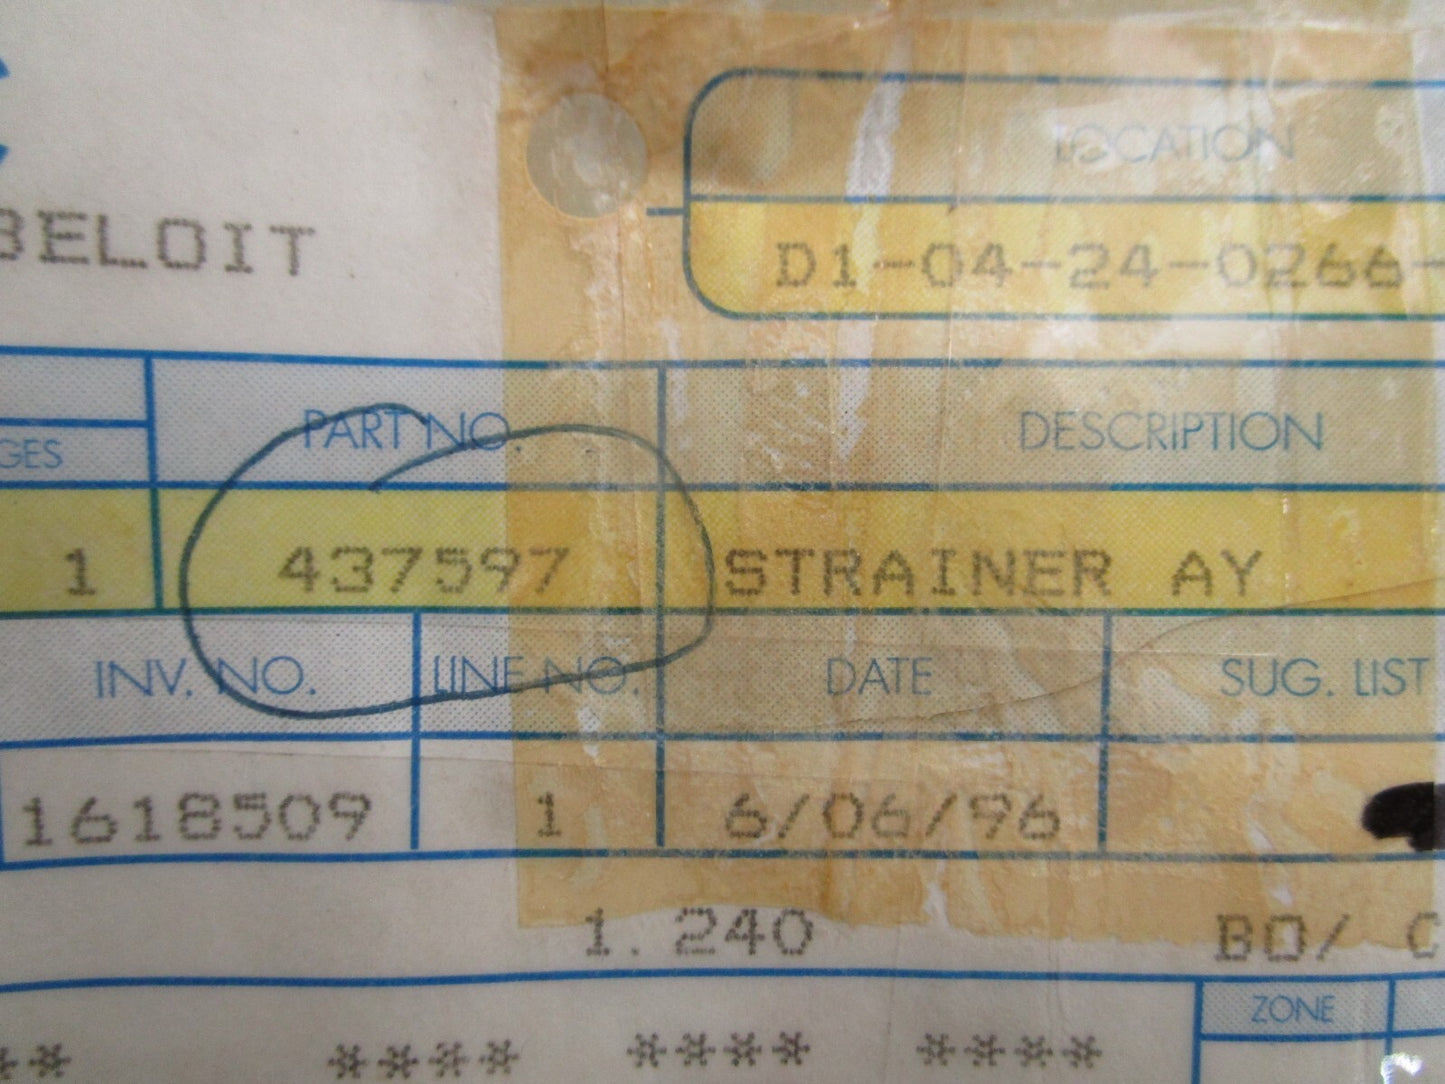 LOCATION
BELOIT
D1-04-24-0266-
PART NO. DESCRIPTION
GES
1 437597 STRAINER AY
INV. NO. LINE NO. DATE SUG. LIST
1618509 1 6/06/96
1.240 BO/ C
ZONE
** **** **** ****